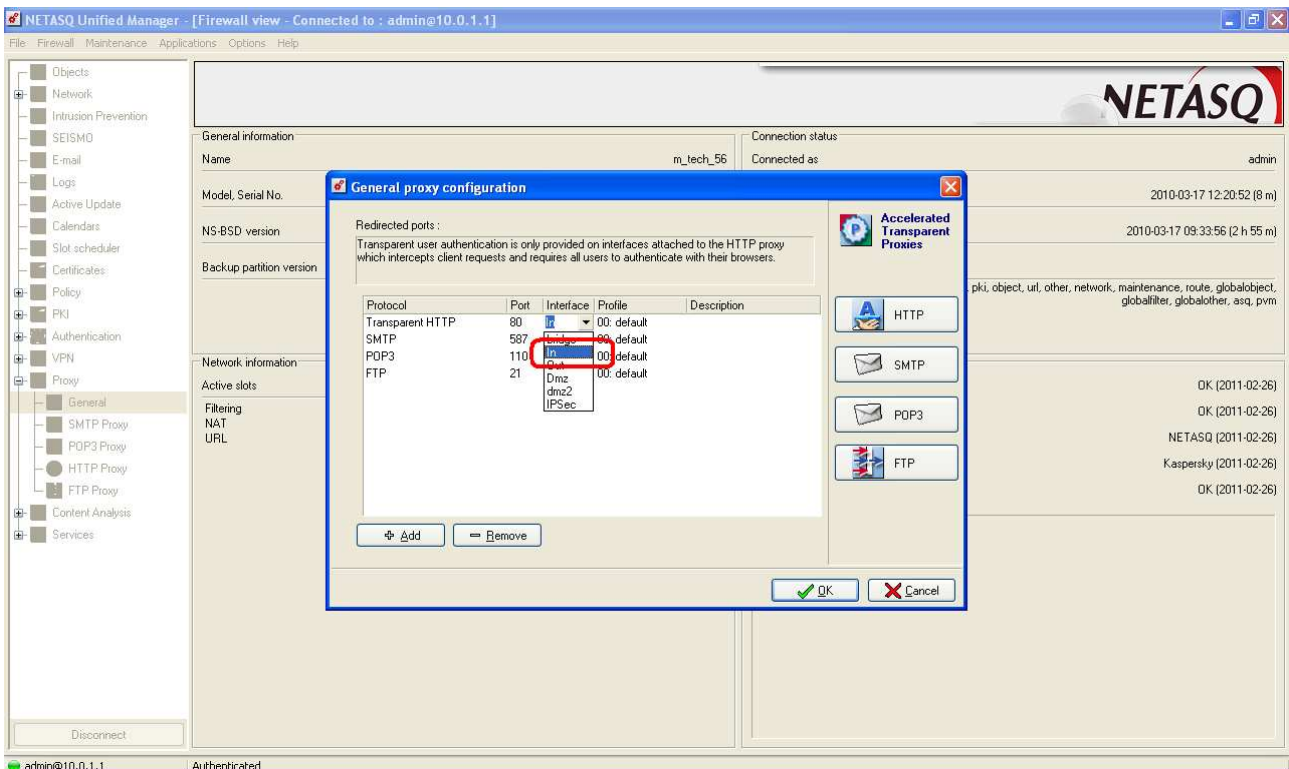 NETASQ Unified Manager - [Firewall view - Connected to : admin@10.0.1.1]
File Firewall Maintenance Applications Options Help
Objects
Network
Intrusion Prevention
SEISMO
E-mail
Logs
Active Update
Calendars
Slot scheduler
Certificates
Policy
PKI
Authentication
VPN
Proxy
General
SMTP Proxy
POP3 Proxy
HTTP Proxy
FTP Proxy
Content Analysis
Services
Disconnect
NETASQ
General information
Name m_tech_56
Model, Serial No.
NS-BSD version
Backup partition version
Network information
Active slots
Filtering
NAT
URL
Connection status
Connected as admin
2010-03-17 12:20:52 (8 m)
2010-03-17 09:33:56 (2 h 55 m)
, pki, object, url, other, network, maintenance, route, globalobject,
globalfilter, globalother, asq, pvm
OK (2011-02-26)
OK (2011-02-26)
NETASQ (2011-02-26)
Kaspersky (2011-02-26)
OK (2011-02-26)
General proxy configuration
Redirected ports :
Transparent user authentication is only provided on interfaces attached to the HTTP proxy
which intercepts client requests and requires all users to authenticate with their browsers.
Protocol Port Interface Profile Description
Transparent HTTP 80 In 00: default
SMTP 587 00: default
POP3 110 00: default
FTP 21 00: default
bridge
In
Out
Dmz
dmz2
IPSec
Add
Remove
Accelerated
Transparent
Proxies
HTTP
SMTP
POP3
FTP
OK
Cancel
admin@10.0.1.1 Authenticated